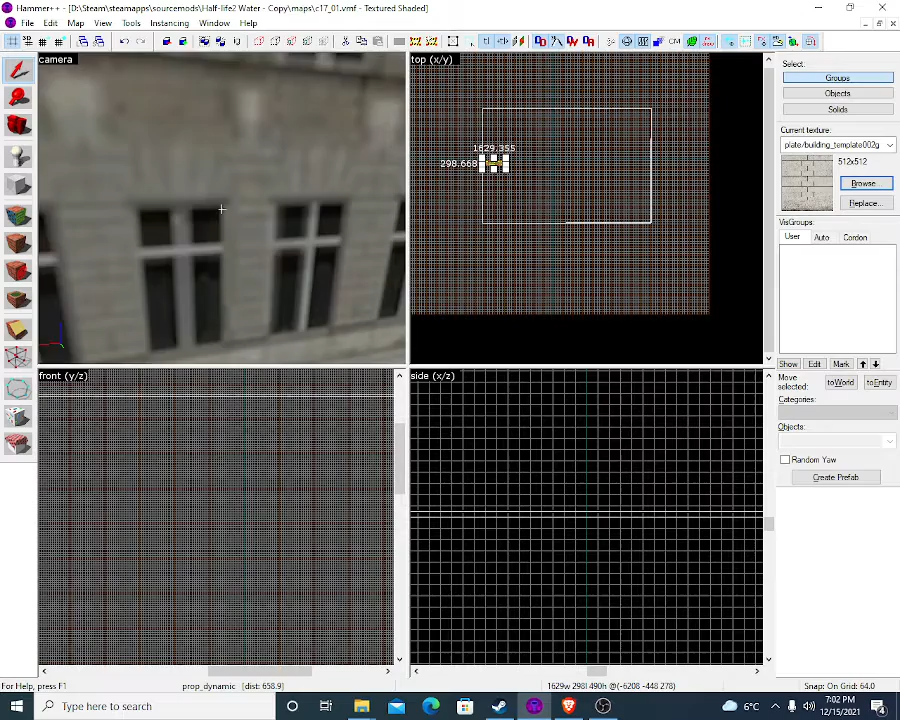 Hammer++ - [D:\Steam\steamapps\sourcemods\Half-life2 Water - Copy\maps\c17_01.vmf - Textured Shaded]
File Edit Map View Tools Instancing Window Help
camera
top (x/y)
1629.355
298.668
front (y/z)
side (x/z)
Select:
Groups
Objects
Solids
Current texture:
plate/building_template002g
512x512
Browse...
Replace...
VisGroups:
User Auto Cordon
Show Edit Mark
Move selected:
toWorld toEntity
Categories:
Objects:
Random Yaw
Create Prefab
For Help, press F1
prop_dynamic [dist: 658.9]
1629w 298l 490h @(-6208 -448 278)
Snap: On Grid: 64.0
Type here to search
6°C
7:02 PM
12/15/2021
4